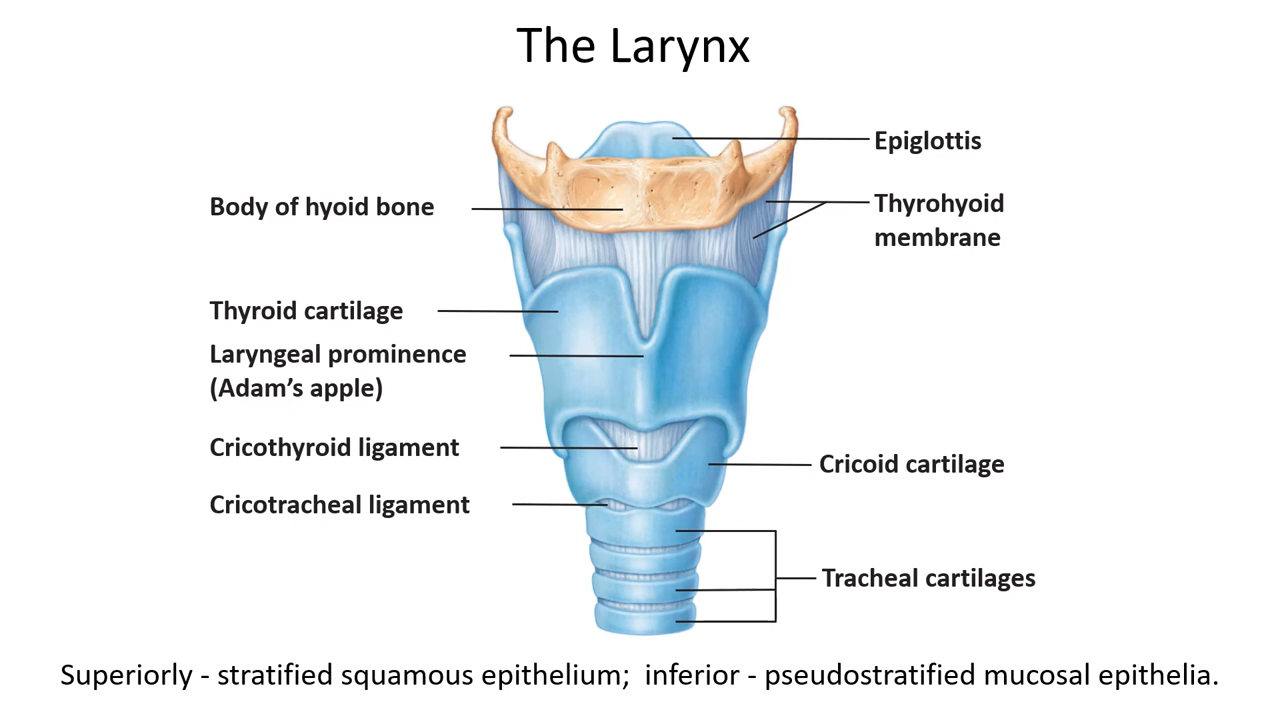 The Larynx
Epiglottis
Body of hyoid bone
Thyrohyoid
membrane
Thyroid cartilage
Laryngeal prominence
(Adam’s apple)
Cricothyroid ligament
Cricoid cartilage
Cricotracheal ligament
Tracheal cartilages
Superiorly - stratified squamous epithelium;  inferior - pseudostratified mucosal epithelia.